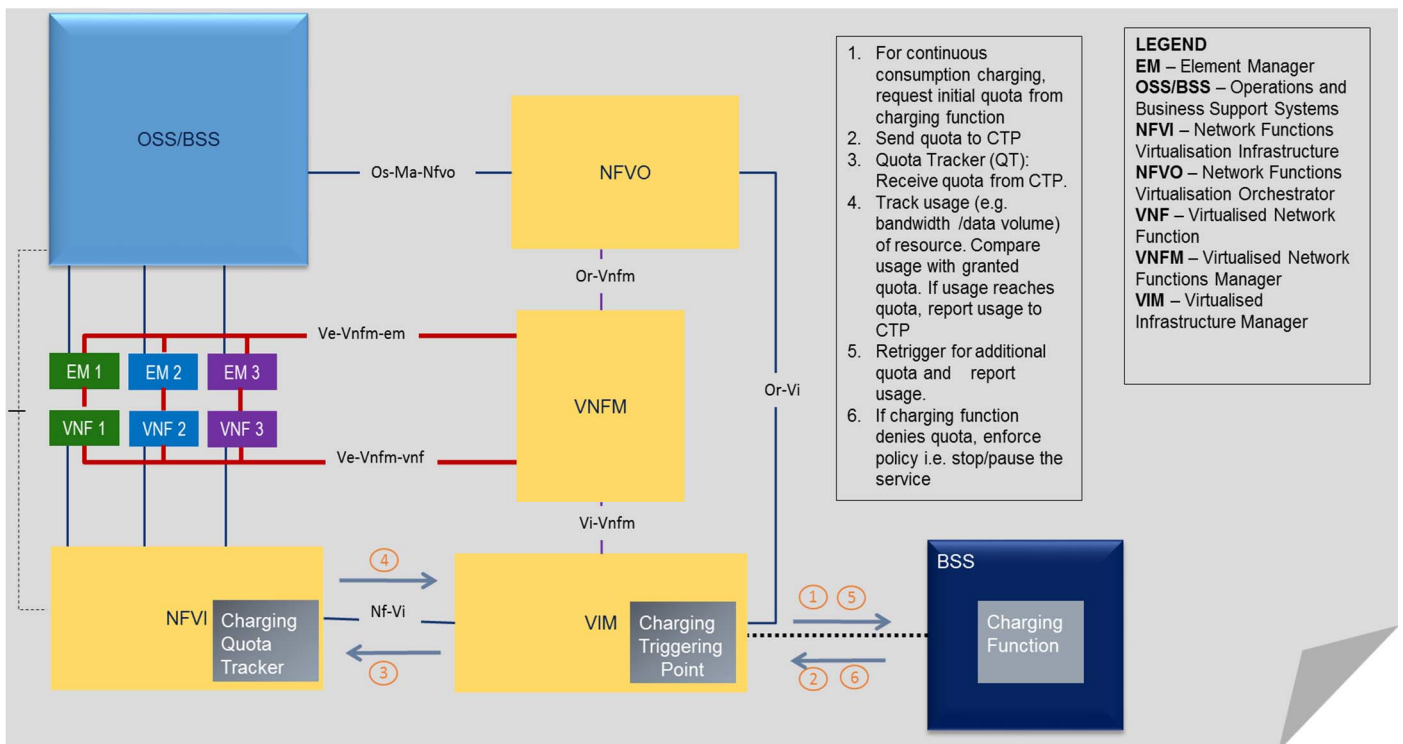 OSS/BSS
Os-Ma-Nfvo
NFVO
Or-Vnfm
Ve-Vnfm-em
EM 1
EM 2
EM 3
VNFM
Or-Vi
VNF 1
VNF 2
VNF 3
Ve-Vnfm-vnf
Vi-Vnfm
NFVI
Charging
Quota
Tracker
4
Nf-Vi
3
VIM
Charging
Triggering
Point
1 5
2 6
BSS
Charging
Function
1. For continuous
consumption charging,
request initial quota from
charging function
2. Send quota to CTP
3. Quota Tracker (QT):
Receive quota from CTP.
4. Track usage (e.g.
bandwidth /data volume)
of resource. Compare
usage with granted
quota. If usage reaches
quota, report usage to
CTP
5. Retrigger for additional
quota and report
usage.
6. If charging function
denies quota, enforce
policy i.e. stop/pause the
service
LEGEND
EM – Element Manager
OSS/BSS – Operations and
Business Support Systems
NFVI – Network Functions
Virtualisation Infrastructure
NFVO – Network Functions
Virtualisation Orchestrator
VNF – Virtualised Network
Function
VNFM – Virtualised Network
Functions Manager
VIM – Virtualised
Infrastructure Manager